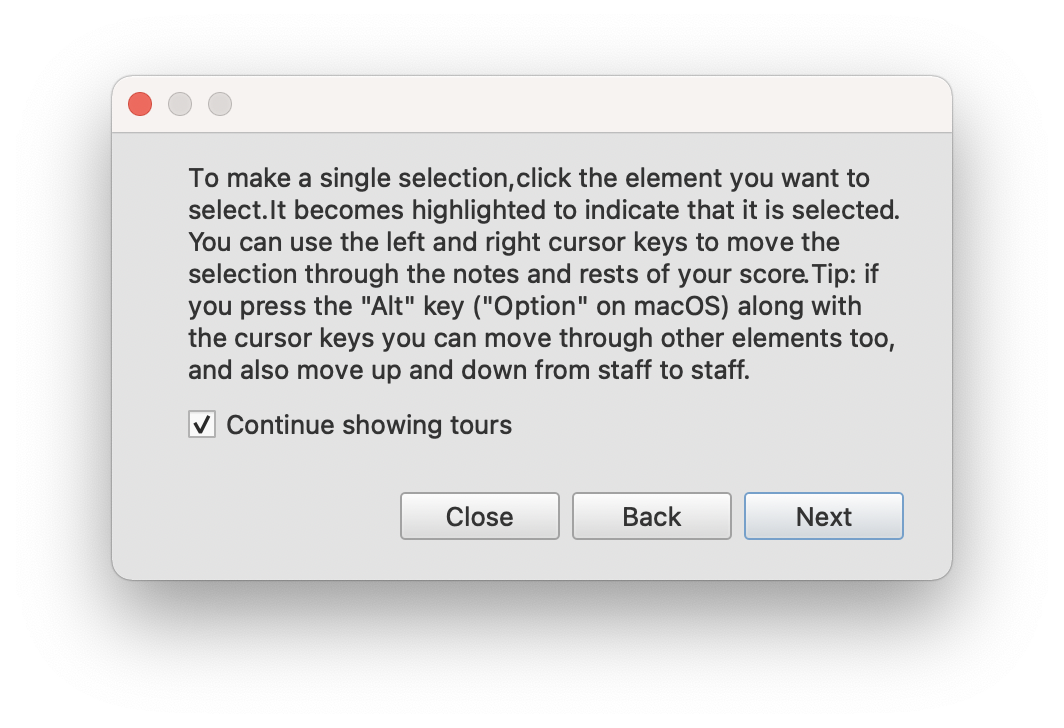 To make a single selection,click the element you want to
select.It becomes highlighted to indicate that it is selected.
You can use the left and right cursor keys to move the
selection through the notes and rests of your score.Tip: if
you press the "Alt" key ("Option" on macOS) along with
the cursor keys you can move through other elements too,
and also move up and down from staff to staff.
Continue showing tours
Close Back Next